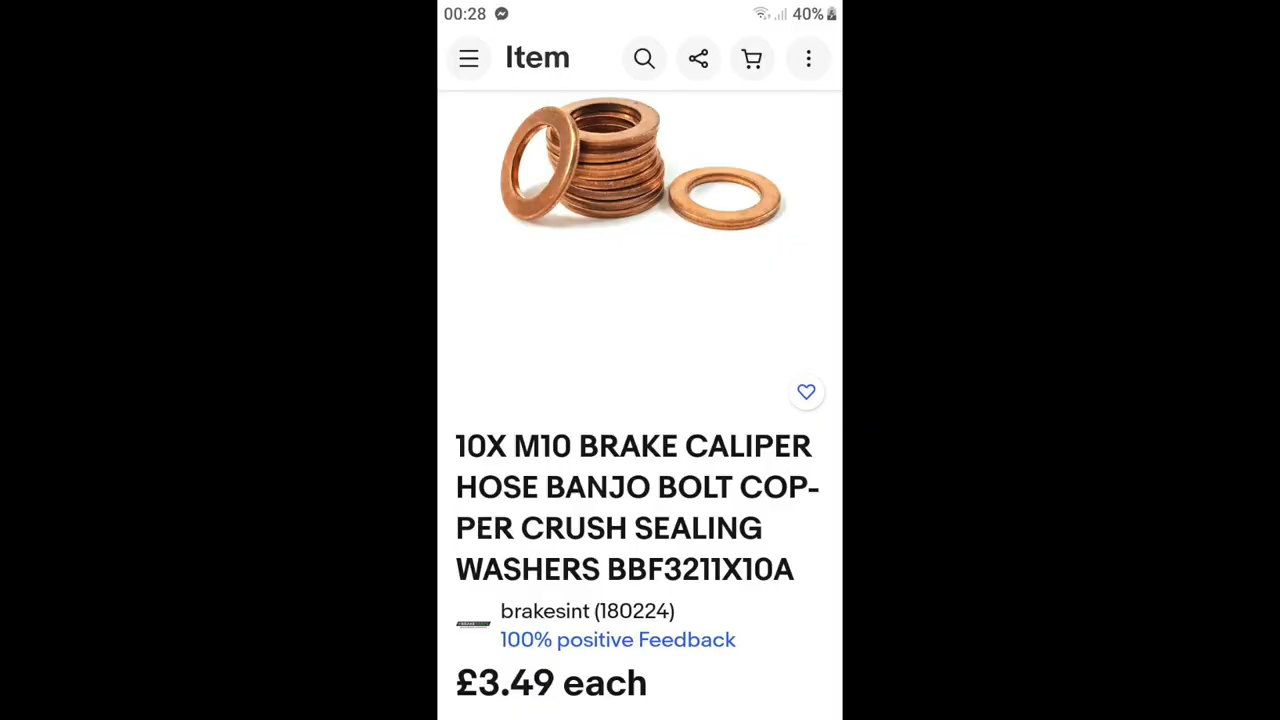 00:28
40%
Item
10X M10 BRAKE CALIPER
HOSE BANJO BOLT COP-
PER CRUSH SEALING
WASHERS BBF3211X10A
brakesint (180224)
100% positive Feedback
£3.49 each